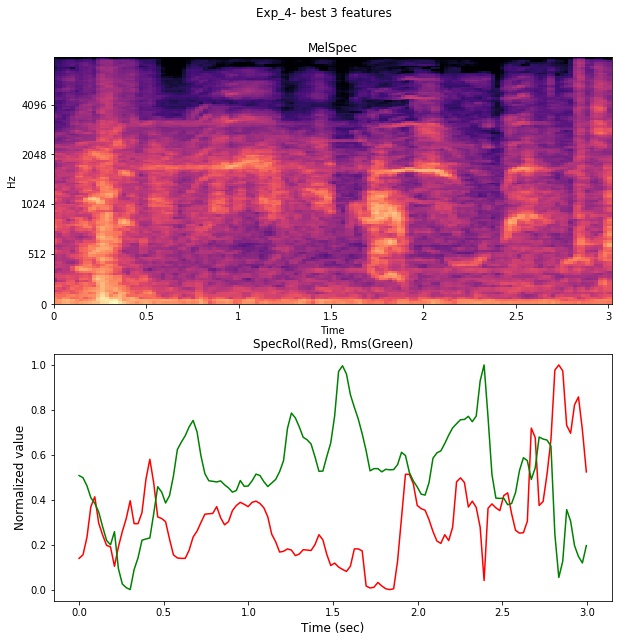 Exp_4- best 3 features
MelSpec
4096
2048
1024
512
0
Hz
0 0.5 1 1.5 2 2.5 3
Time
SpecRol(Red), Rms(Green)
1.0
0.8
0.6
0.4
0.2
0.0
Normalized value
0.0 0.5 1.0 1.5 2.0 2.5 3.0
Time (sec)